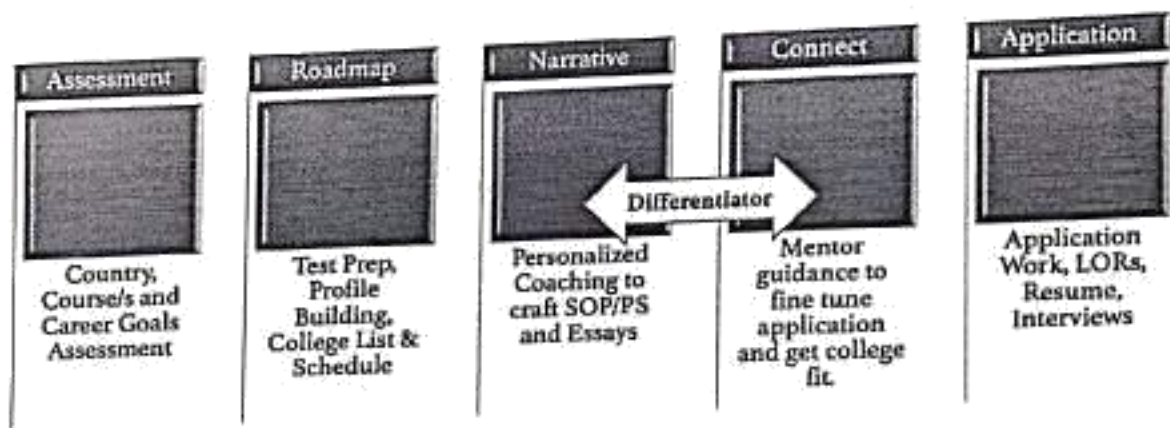 Assessment
Country,
Course/s and
Career Goals
Assessment
Roadmap
Test Prep,
Profile
Building,
College List &
Schedule
Narrative
Personalized
Coaching to
craft SOP/PS
and Essays
Differentiator
Connect
Mentor
guidance to
fine tune
application
and get college
fit.
Application
Application
Work, LORs,
Resume,
Interviews